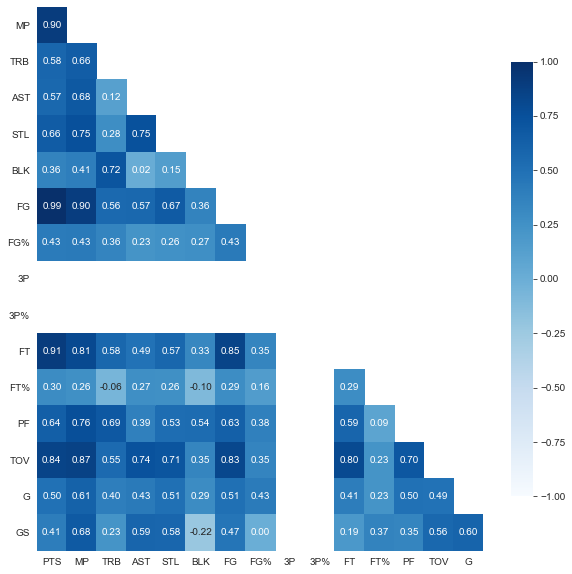 MP 0.90
TRB 0.58 0.66
AST 0.57 0.68 0.12
STL 0.66 0.75 0.28 0.75
BLK 0.36 0.41 0.72 0.02 0.15
FG 0.99 0.90 0.56 0.57 0.67 0.36
FG% 0.43 0.43 0.36 0.23 0.26 0.27 0.43
3P
3P%
FT 0.91 0.81 0.58 0.49 0.57 0.33 0.85 0.35
FT% 0.30 0.26 -0.06 0.27 0.26 -0.10 0.29 0.16 0.29
PF 0.64 0.76 0.69 0.39 0.53 0.54 0.63 0.38 0.59 0.09
TOV 0.84 0.87 0.55 0.74 0.71 0.35 0.83 0.35 0.80 0.23 0.70
G 0.50 0.61 0.40 0.43 0.51 0.29 0.51 0.43 0.41 0.23 0.50 0.49
GS 0.41 0.68 0.23 0.59 0.58 -0.22 0.47 0.00 0.19 0.37 0.35 0.56 0.60
PTS MP TRB AST STL BLK FG FG% 3P 3P% FT FT% PF TOV G
1.00
0.75
0.50
0.25
0.00
−0.25
−0.50
−0.75
−1.00